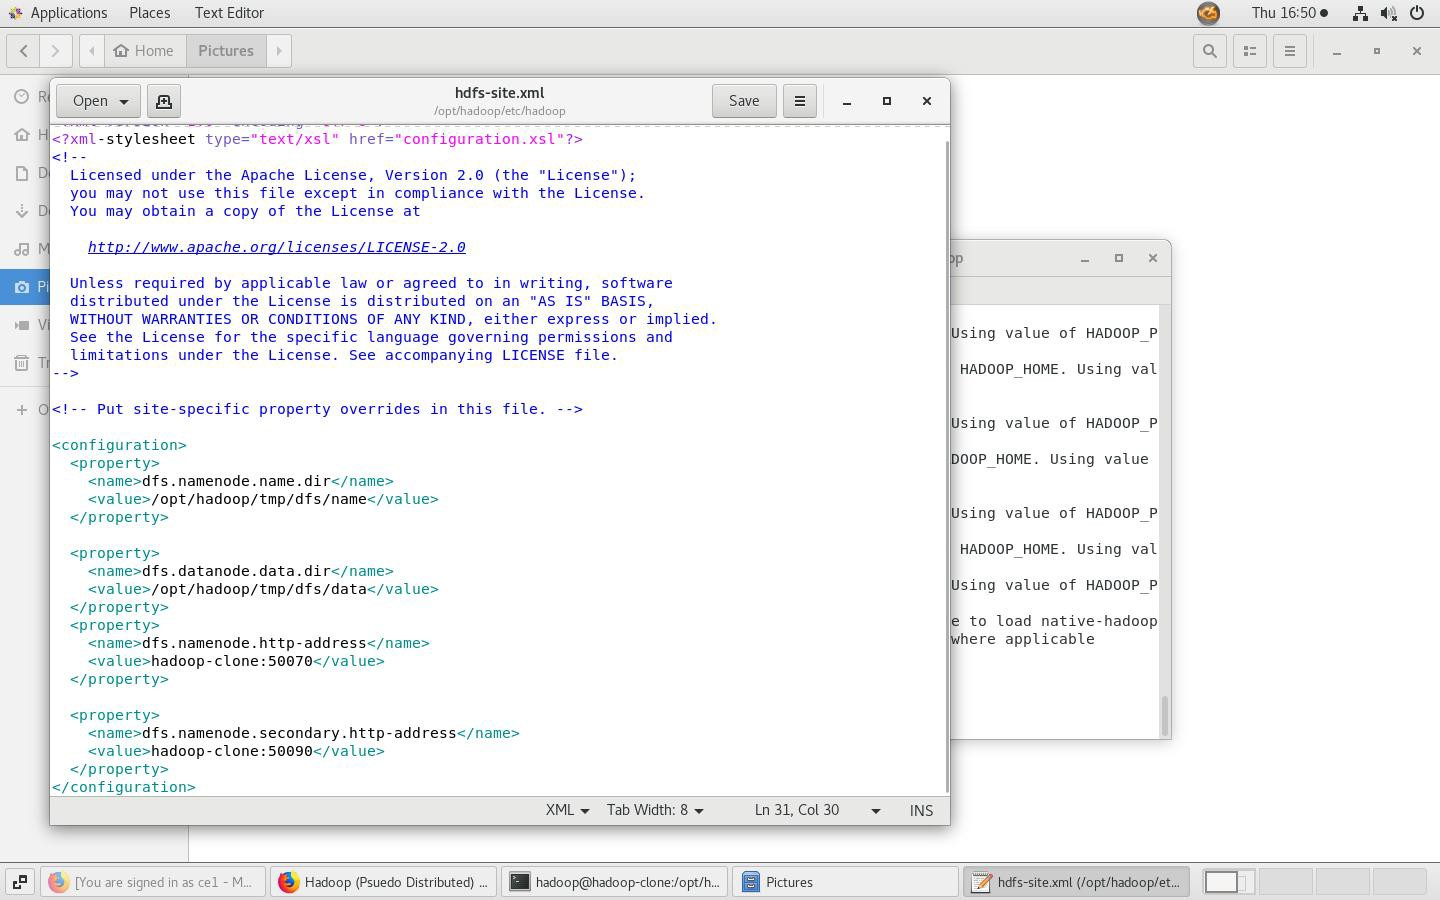 Applications Places Text Editor Thu 16:50
Home Pictures
Open hdfs-site.xml Save
/opt/hadoop/etc/hadoop
<?xml-stylesheet type="text/xsl" href="configuration.xsl"?>
<!--
Licensed under the Apache License, Version 2.0 (the "License");
you may not use this file except in compliance with the License.
You may obtain a copy of the License at
http://www.apache.org/licenses/LICENSE-2.0
Unless required by applicable law or agreed to in writing, software
distributed under the License is distributed on an "AS IS" BASIS,
WITHOUT WARRANTIES OR CONDITIONS OF ANY KIND, either express or implied.
See the License for the specific language governing permissions and
limitations under the License. See accompanying LICENSE file.
-->
<!-- Put site-specific property overrides in this file. -->
<configuration>
<property>
<name>dfs.namenode.name.dir</name>
<value>/opt/hadoop/tmp/dfs/name</value>
</property>
<property>
<name>dfs.datanode.data.dir</name>
<value>/opt/hadoop/tmp/dfs/data</value>
</property>
<property>
<name>dfs.namenode.http-address</name>
<value>hadoop-clone:50070</value>
</property>
<property>
<name>dfs.namenode.secondary.http-address</name>
<value>hadoop-clone:50090</value>
</property>
</configuration>
XML Tab Width: 8 Ln 31, Col 30 INS
op
Using value of HADOOP_P
HADOOP_HOME. Using val
Using value of HADOOP_P
DOOP_HOME. Using value
Using value of HADOOP_P
HADOOP_HOME. Using val
Using value of HADOOP_P
e to load native-hadoop
where applicable
[You are signed in as ce1 - M... Hadoop (Psuedo Distributed) ... hadoop@hadoop-clone:/opt/h... Pictures hdfs-site.xml (/opt/hadoop/et...